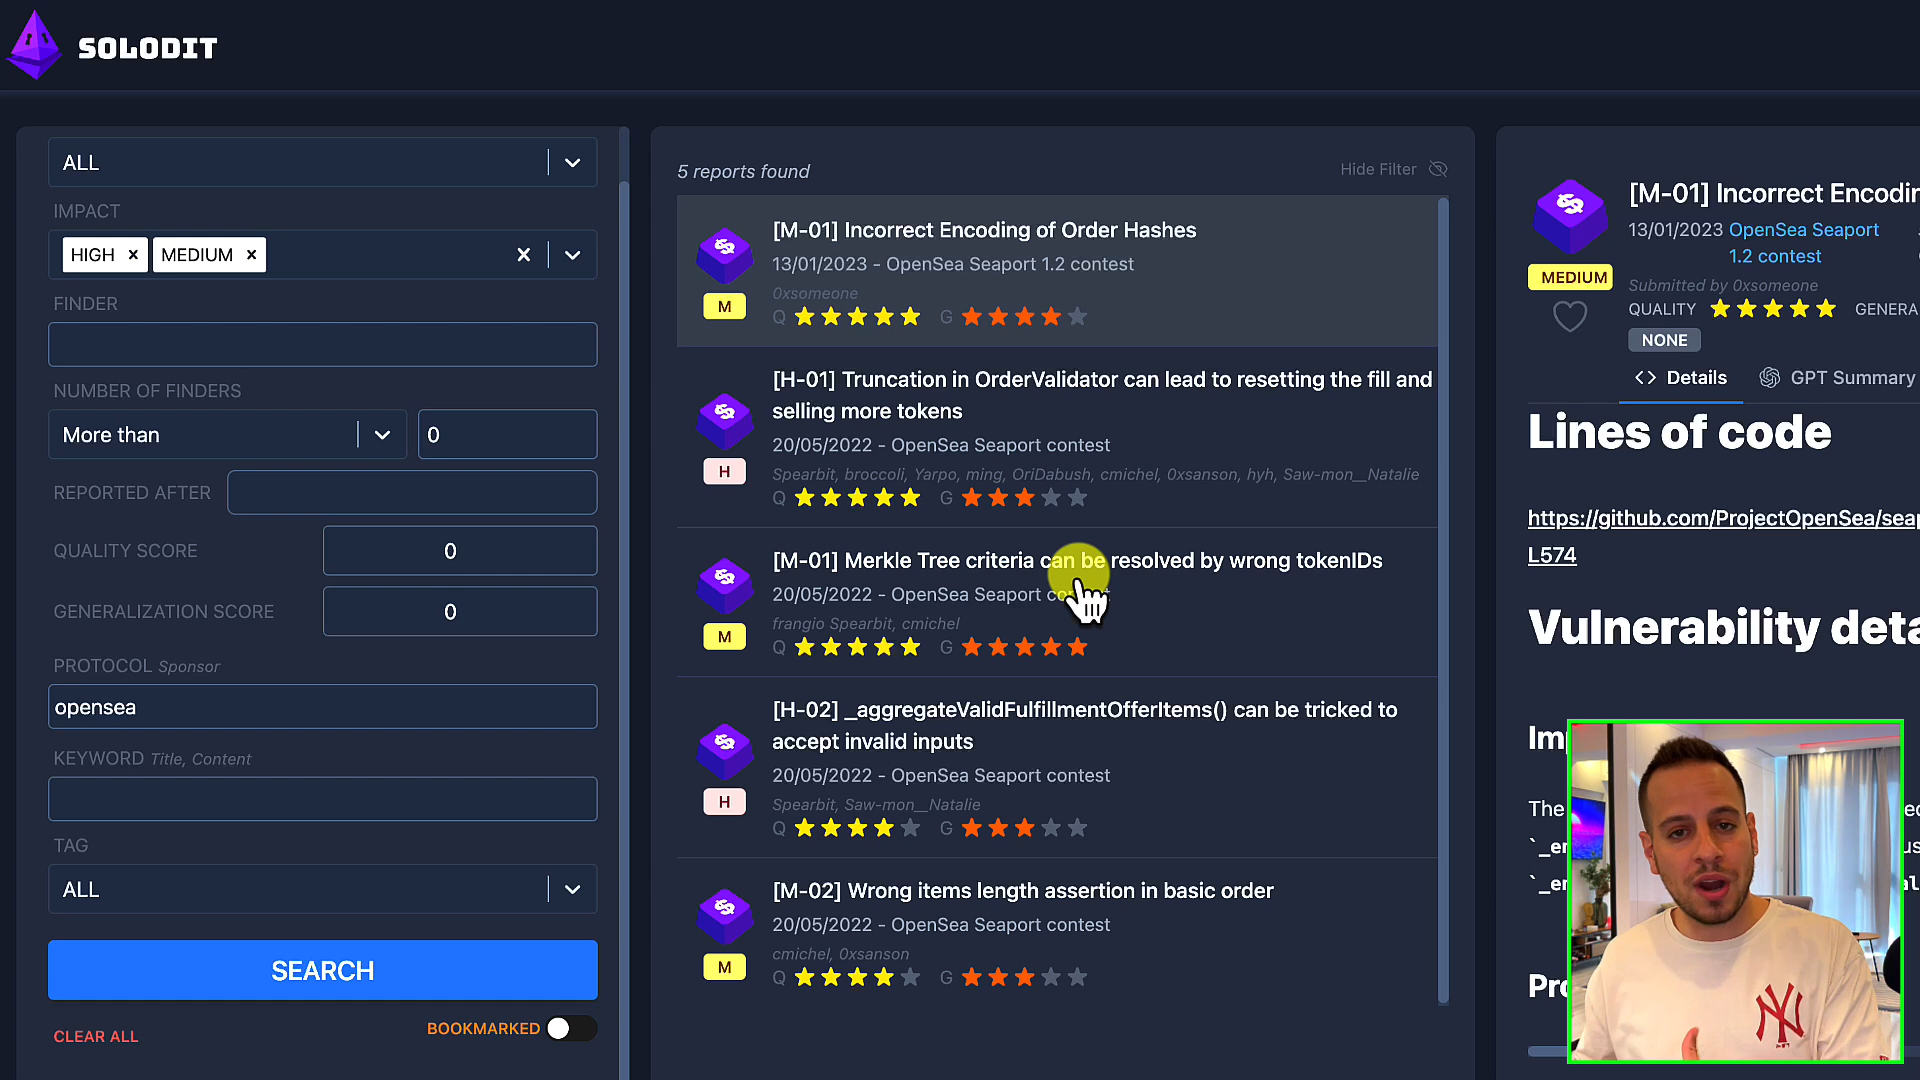 SOLODIT
ALL
IMPACT
HIGH
MEDIUM
FINDER
NUMBER OF FINDERS
More than
0
REPORTED AFTER
QUALITY SCORE
0
GENERALIZATION SCORE
0
PROTOCOL Sponsor
opensea
KEYWORD Title, Content
TAG
ALL
SEARCH
CLEAR ALL
BOOKMARKED
5 reports found
Hide Filter
[M-01] Incorrect Encoding of Order Hashes
13/01/2023 - OpenSea Seaport 1.2 contest
0xsomeone
M
Q
G
[H-01] Truncation in OrderValidator can lead to resetting the fill and
selling more tokens
20/05/2022 - OpenSea Seaport contest
H
Spearbit, broccoli, Yarpo, ming, OriDabush, cmichel, 0xsanson, hyh, Saw-mon__Natalie
Q
G
[M-01] Merkle Tree criteria can be resolved by wrong tokenIDs
20/05/2022 - OpenSea Seaport
frangio Spearbit, cmichel
M
Q
G
[H-02] _aggregateValidFulfillmentOfferItems() can be tricked to
accept invalid inputs
20/05/2022 - OpenSea Seaport contest
H
Spearbit, Saw-mon__Natalie
Q
G
[M-02] Wrong items length assertion in basic order
20/05/2022 - OpenSea Seaport contest
cmichel, 0xsanson
M
Q
G
[M-01] Incorrect Encodin
13/01/2023 OpenSea Seaport
1.2 contest
MEDIUM
Submitted by 0xsomeone
QUALITY
GENERA
NONE
Details
GPT Summary
Lines of code
https://github.com/ProjectOpenSea/seap
L574
Vulnerability deta
Im
The
`_e
`_e
Pro
NY